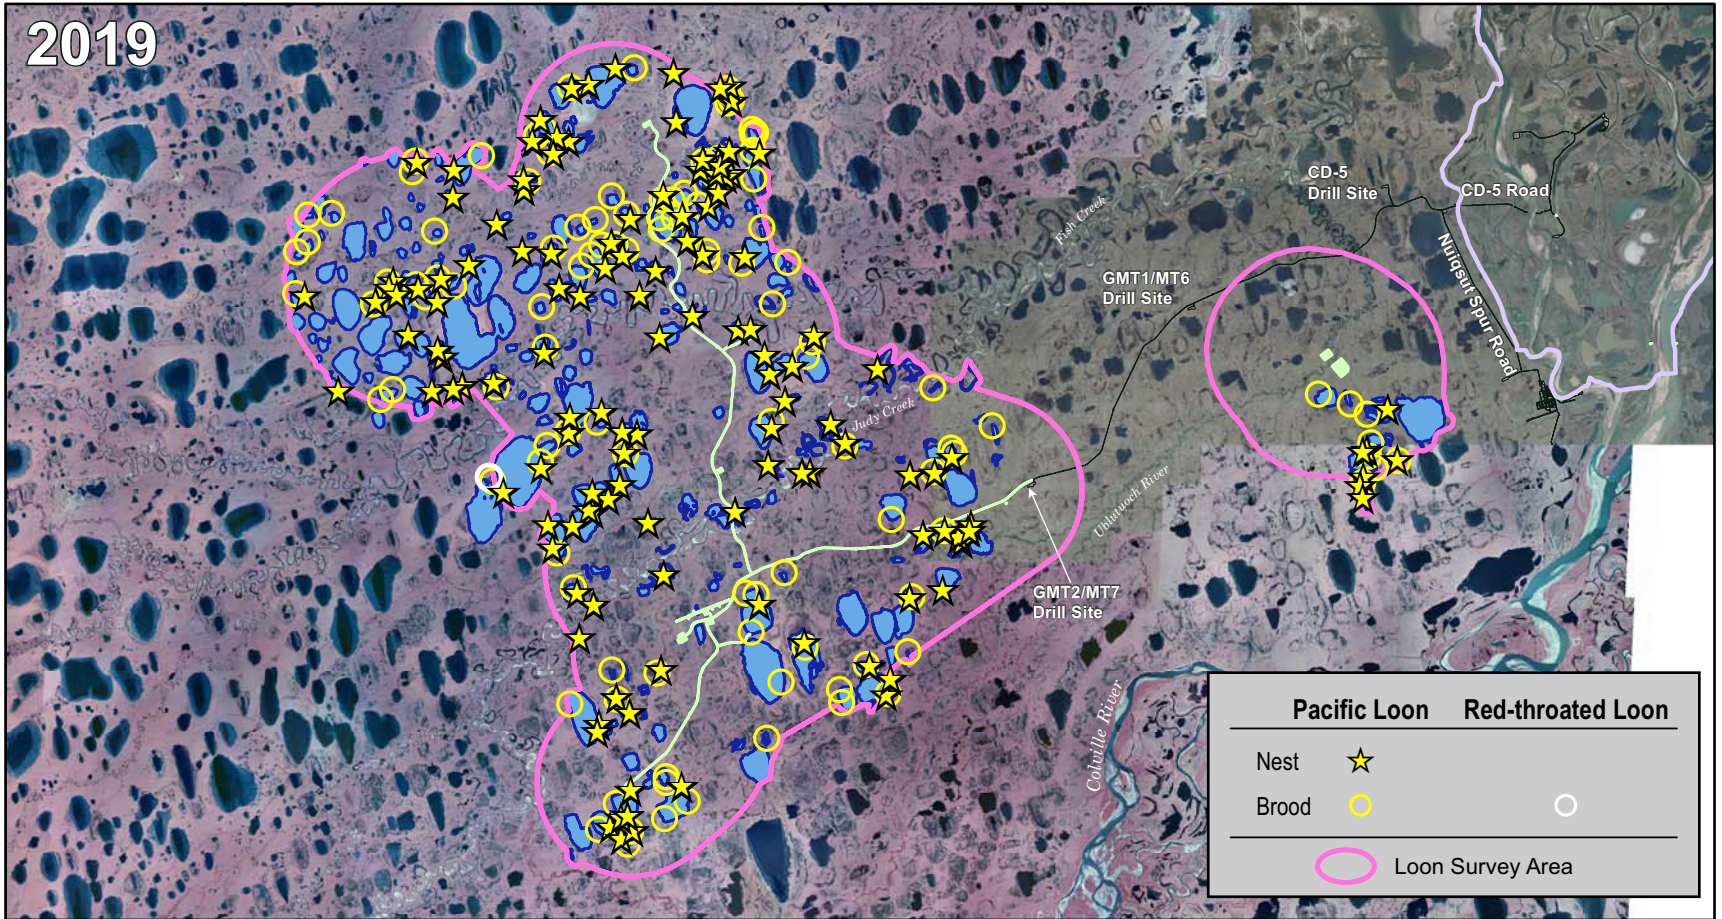 2019
CD-5
Drill Site
CD-5 Road
Fish Creek
Nuiqsut Spur Road
GMT1/MT6
Drill Site
Judy Creek
Ublutuoch River
GMT2/MT7
Drill Site
Colville River
Pacific Loon Red-throated Loon
Nest
Brood
Loon Survey Area